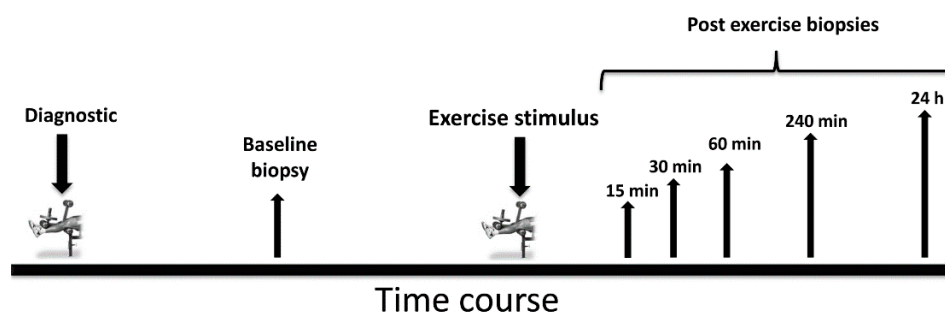 Post exercise biopsies
Diagnostic
Baseline
biopsy
Exercise stimulus
15 min
30 min
60 min
240 min
24 h
Time course